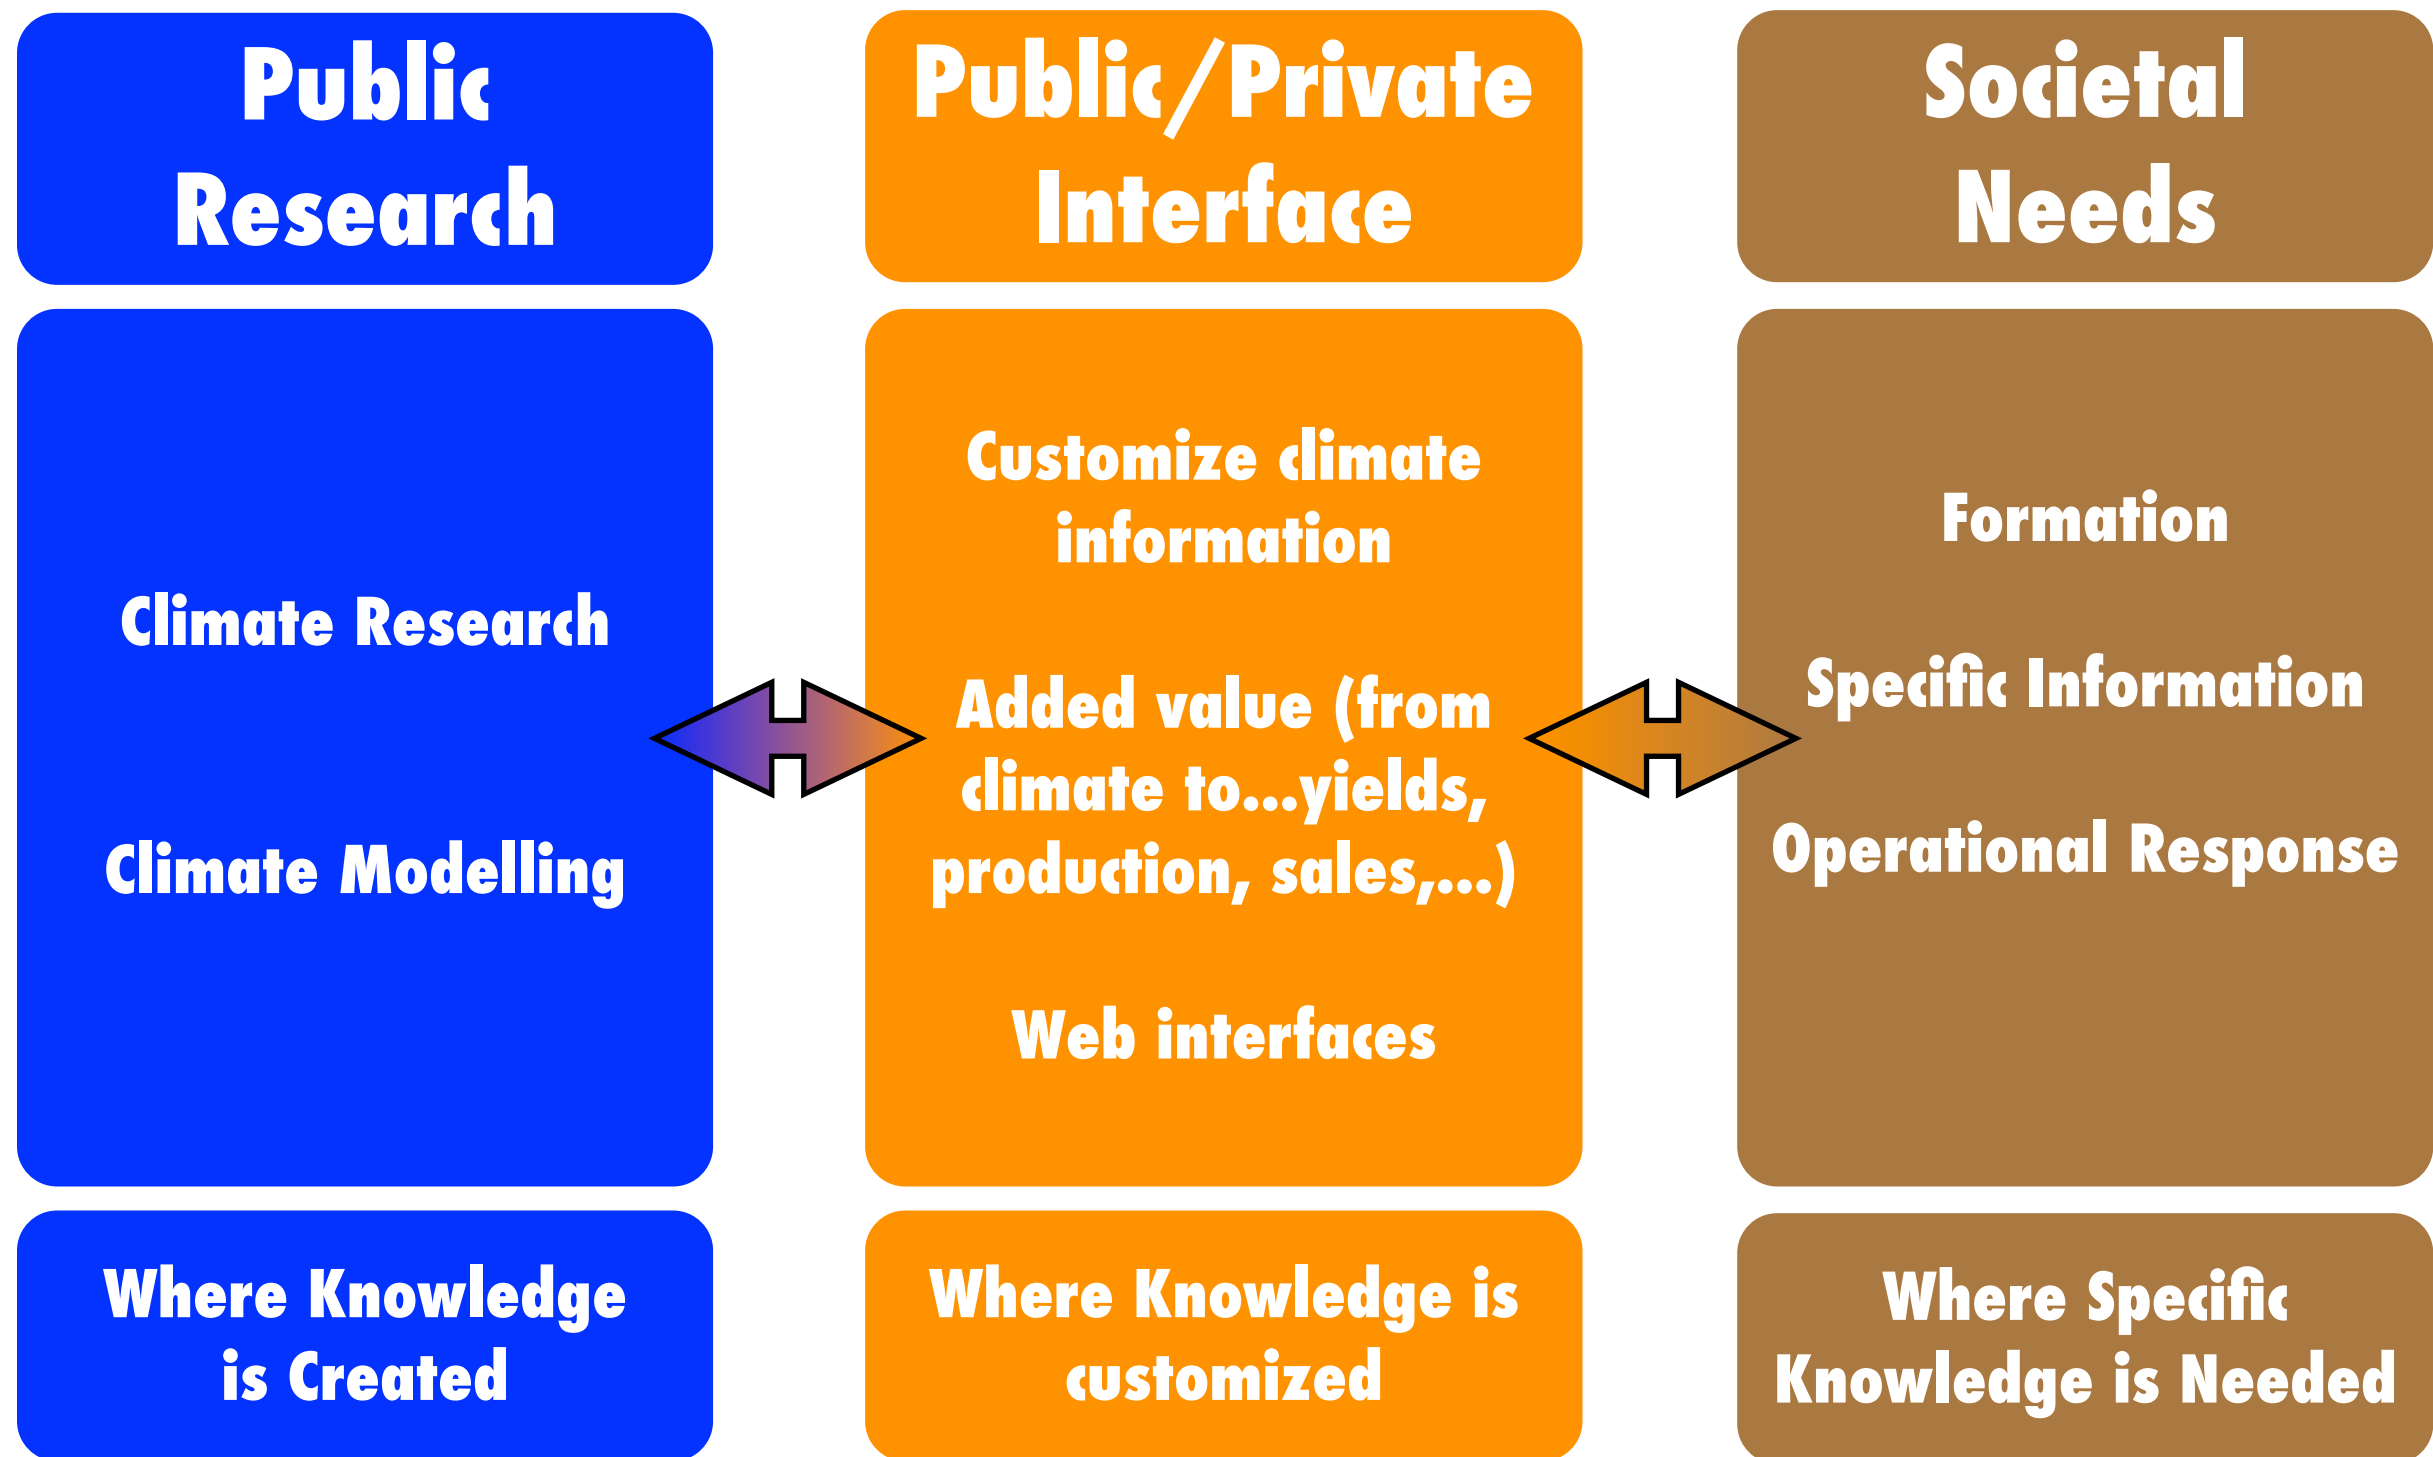 Public
Research
Public/Private
Interface
Societal
Needs
Climate Research
Climate Modelling
Customize climate
information
Added value (from
climate to...yields,
production, sales,...)
Web interfaces
Formation
Specific Information
Operational Response
Where Knowledge
is Created
Where Knowledge is
customized
Where Specific
Knowledge is Needed